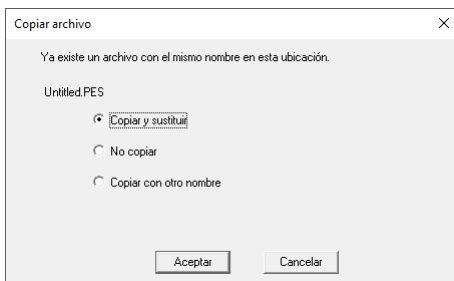 Copiar archivo
Ya existe un archivo con el mismo nombre en esta ubicación.
Untitled.PES
Copiar y sustituir
No copiar
Copiar con otro nombre
Aceptar Cancelar